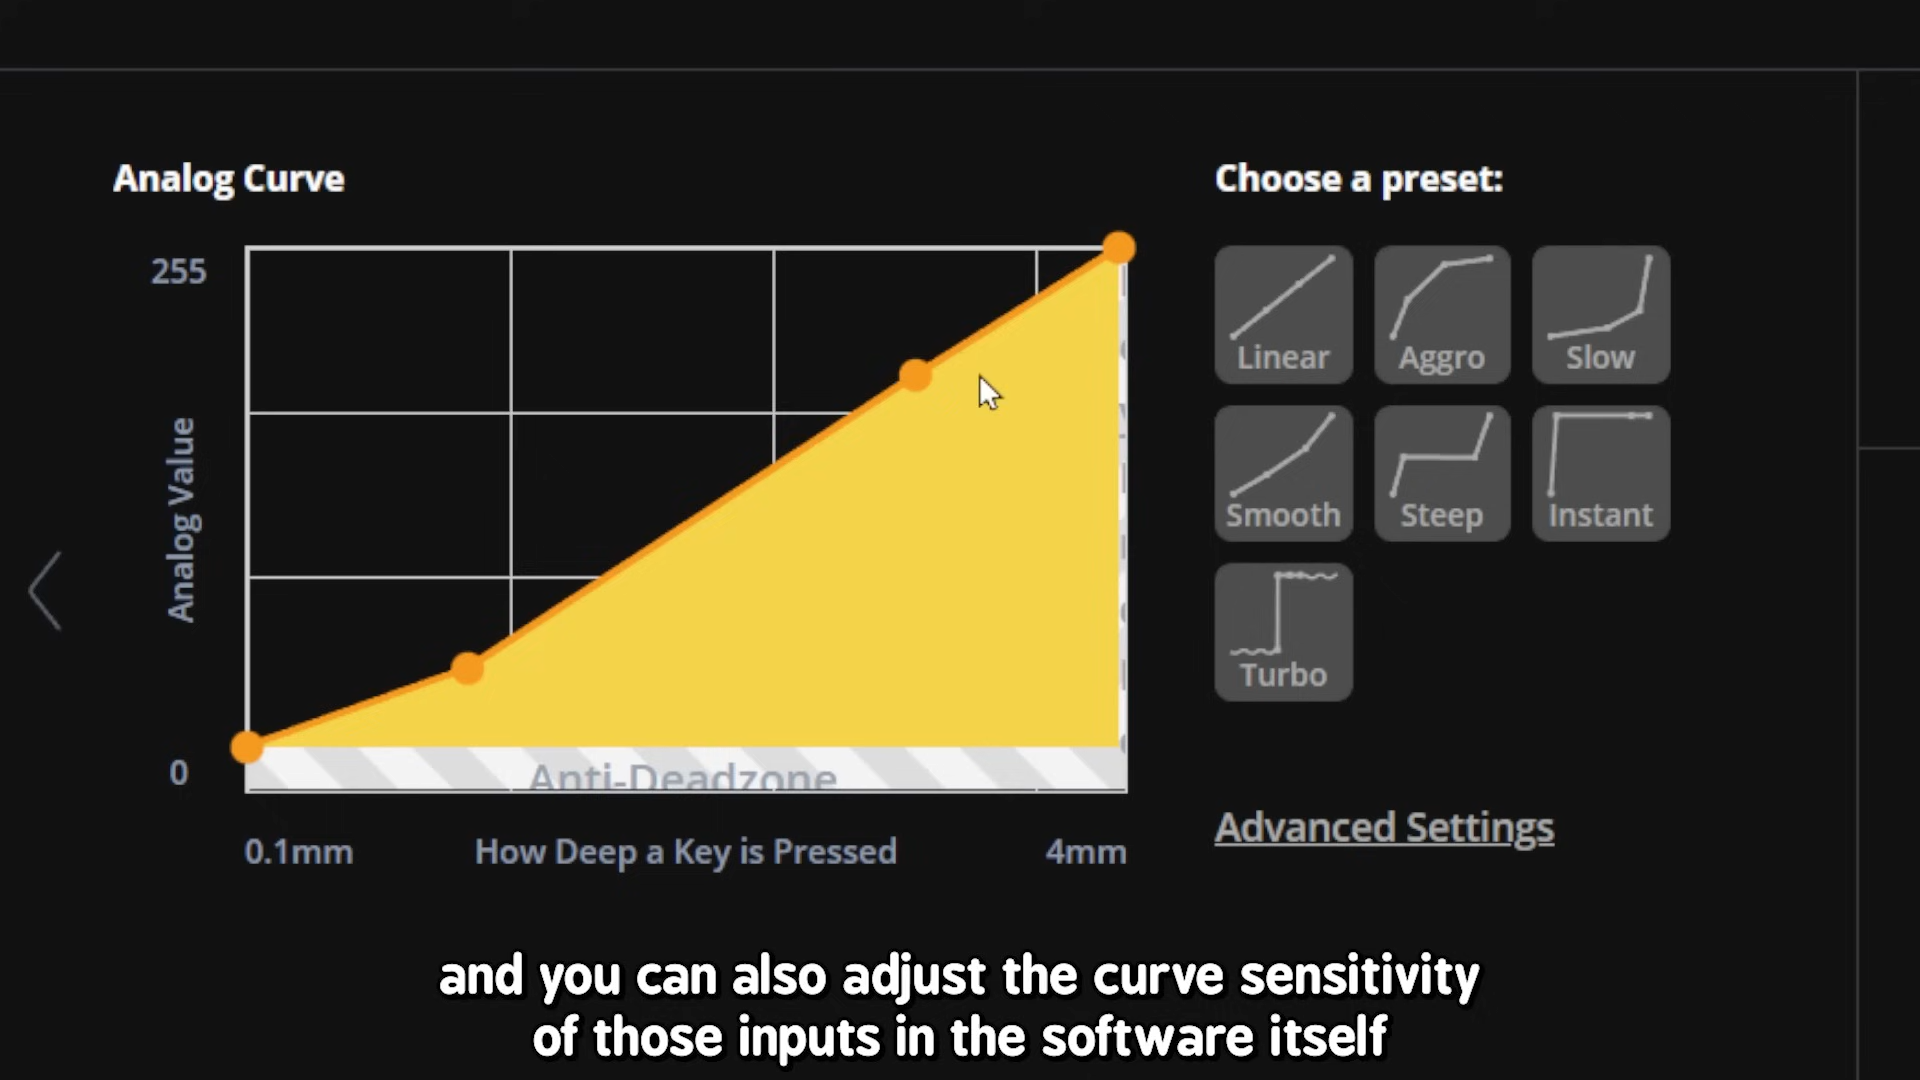 Analog Curve
Choose a preset:
255
Analog Value
0
Linear
Aggro
Slow
Smooth
Steep
Instant
Turbo
Anti-Deadzone
0.1mm
How Deep a Key is Pressed
4mm
Advanced Settings
and you can also adjust the curve sensitivity
of those inputs in the software itself